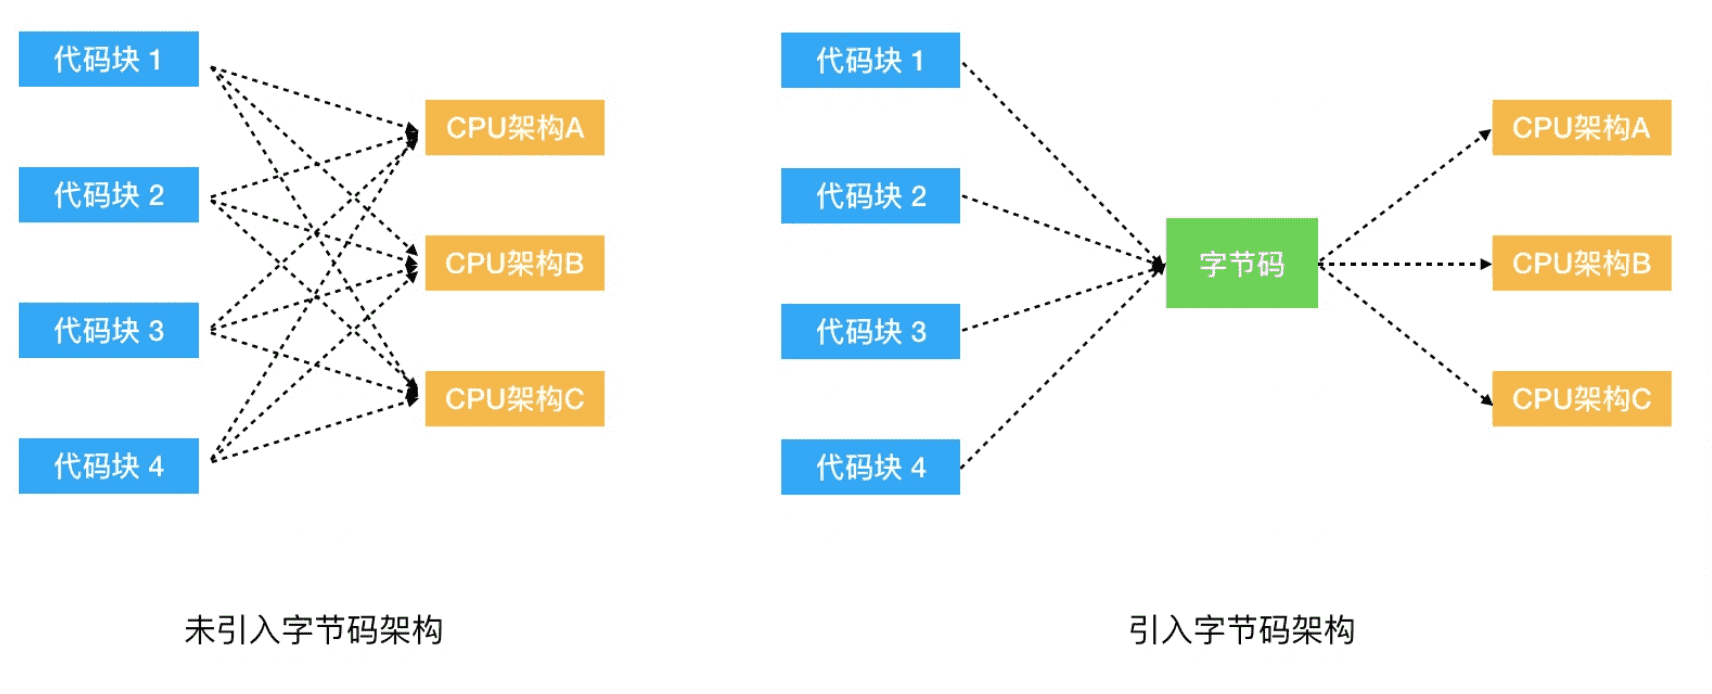 代码块 1
代码块 2
代码块 3
代码块 4
CPU架构A
CPU架构B
CPU架构C
未引入字节码架构
代码块 1
代码块 2
代码块 3
代码块 4
字节码
CPU架构A
CPU架构B
CPU架构C
引入字节码架构